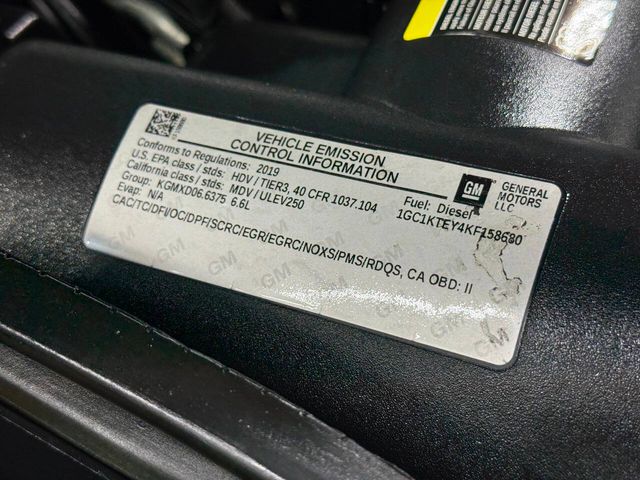 VEHICLE EMISSION
CONTROL INFORMATION
Conforms to Regulations: 2019
U.S. EPA class / stds: HDV / TIER3, 40 CFR 1037.104
California class / stds: MDV / ULEV250
Group: KGMXD06.6375 6.6L
Evap: N/A
Fuel: Diesel
1GC1KTEY4KF158680
GM
GENERAL
MOTORS
LLC
CAC/TC/DFI/OC/DPF/SCRC/EGR/EGRC/NOXS/PMS/RDQS, CA OBD: II